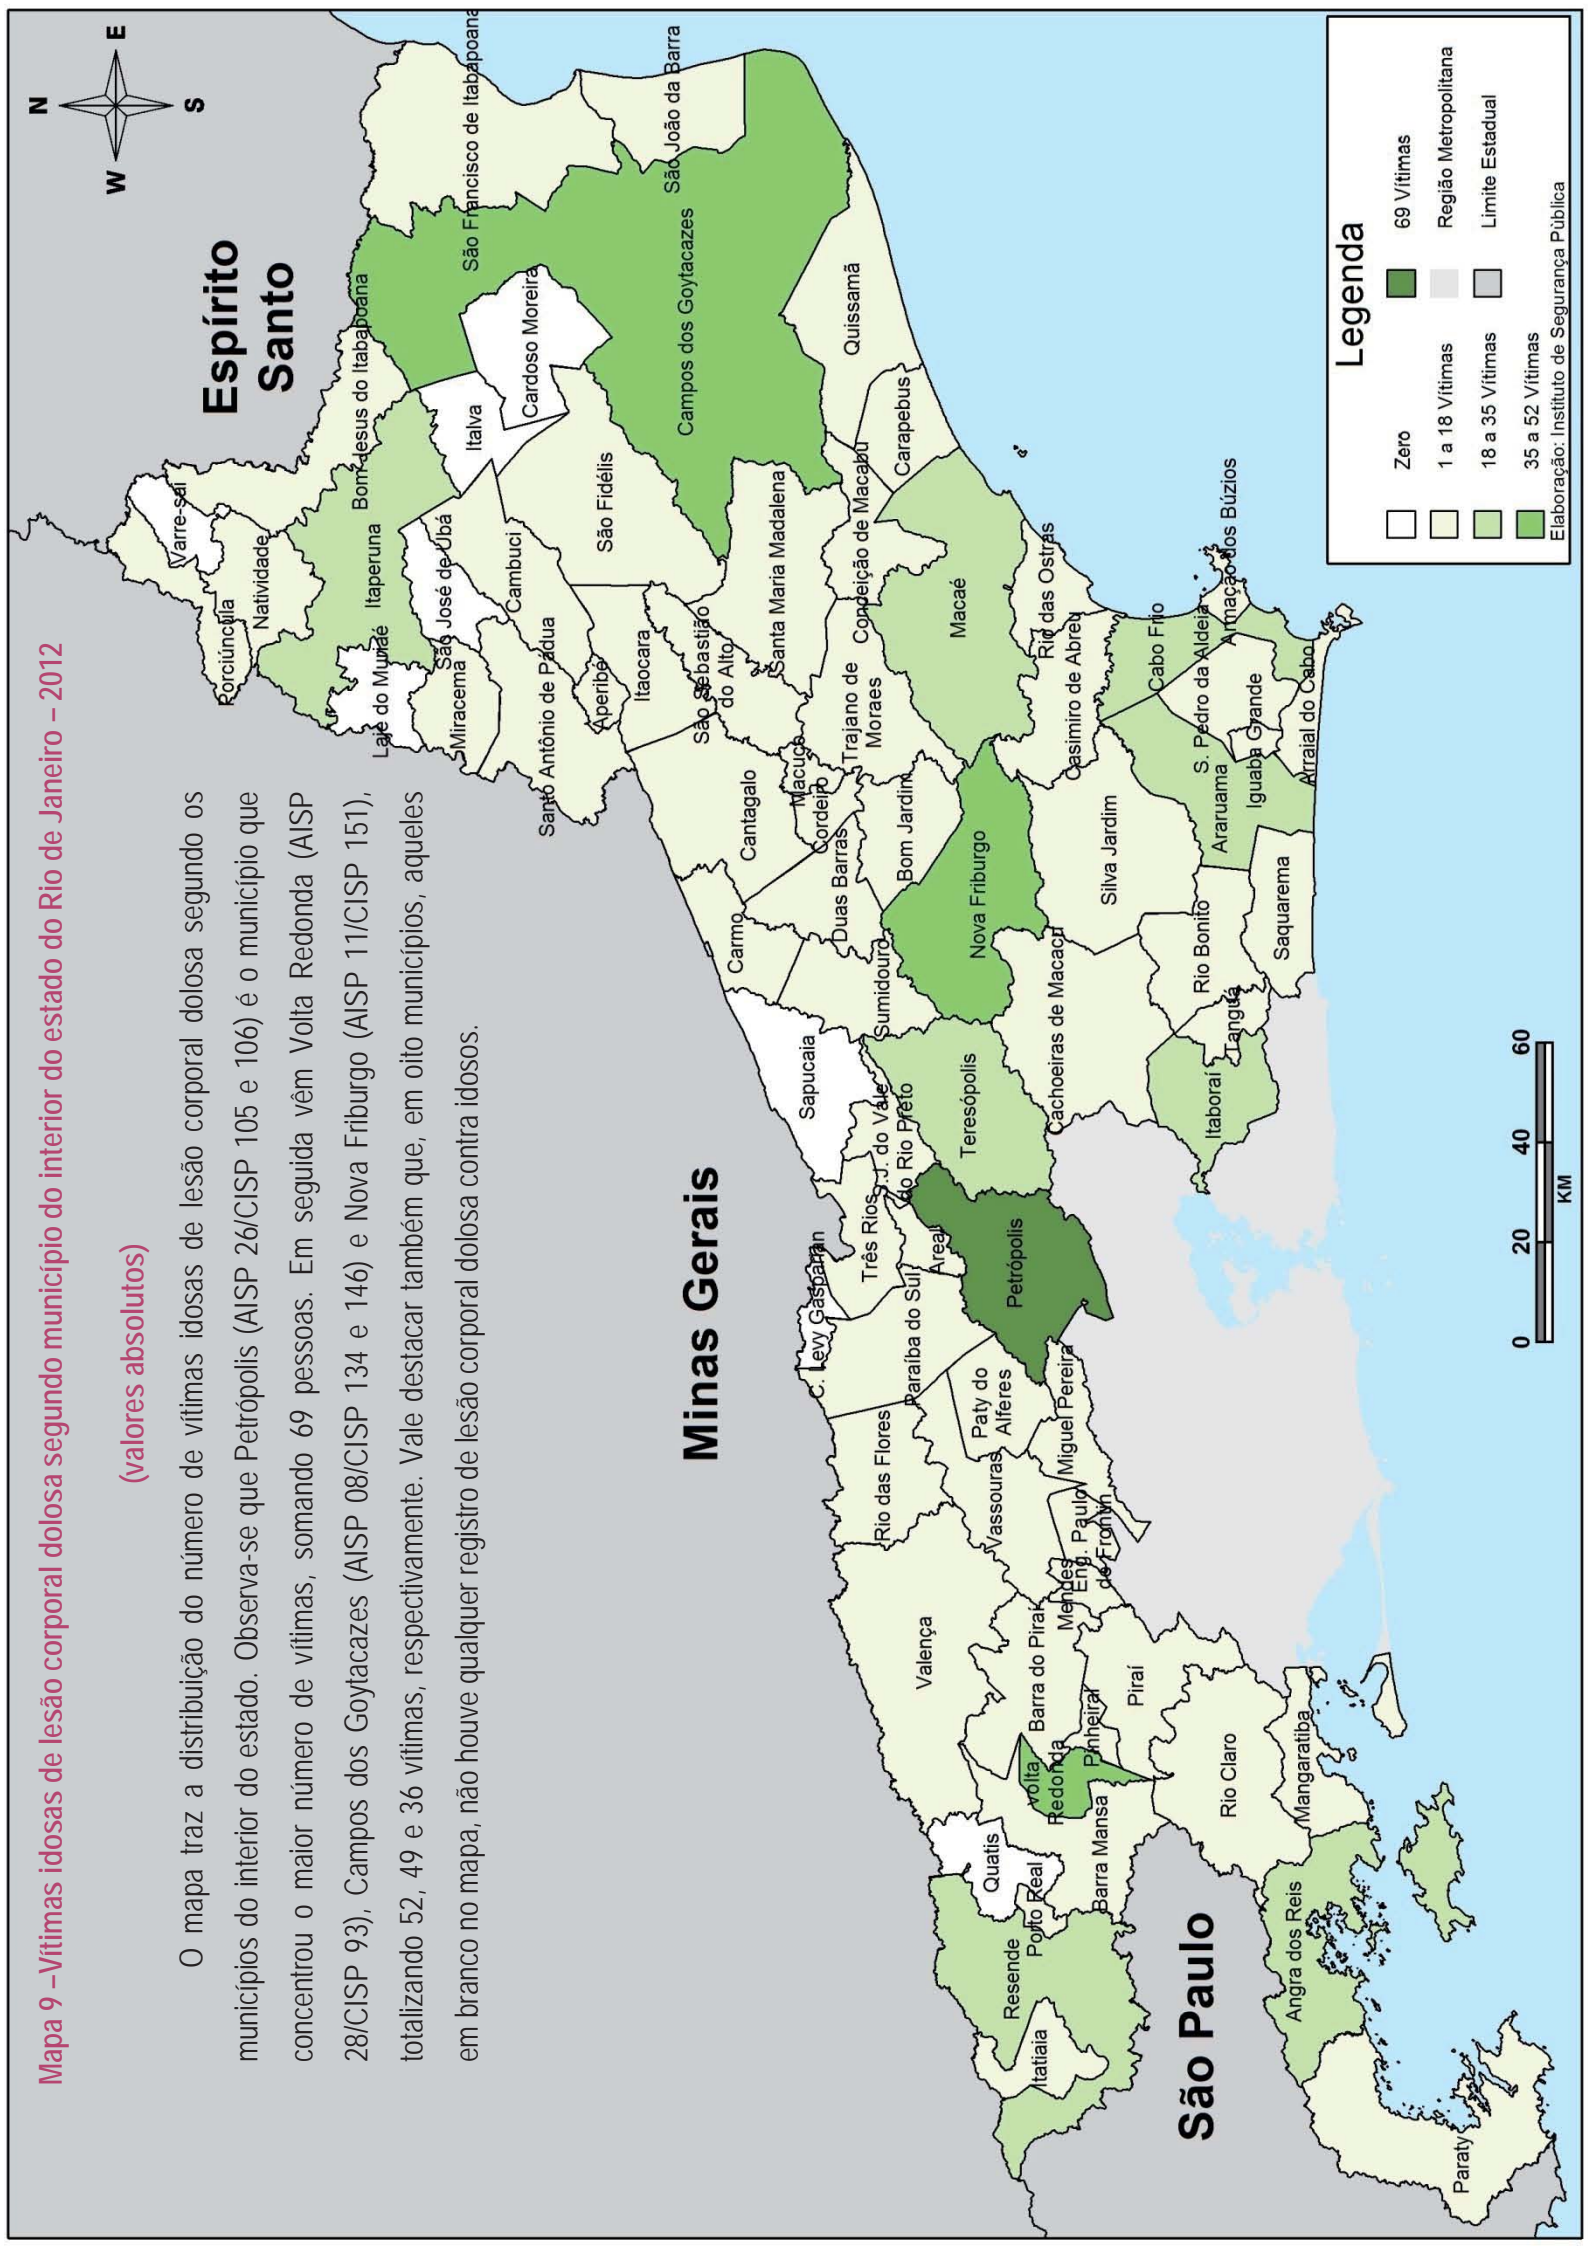 Mapa 9 –Vítimas idosas de lesão corporal dolosa segundo município do interior do estado do Rio de Janeiro – 2012
(valores absolutos)
O mapa traz a distribuição do número de vítimas idosas de lesão corporal dolosa segundo os
municípios do interior do estado. Observa-se que Petrópolis (AISP 26/CISP 105 e 106) é o município que
concentrou o maior número de vítimas, somando 69 pessoas. Em seguida vêm Volta Redonda (AISP
28/CISP 93), Campos dos Goytacazes (AISP 08/CISP 134 e 146) e Nova Friburgo (AISP 11/CISP 151),
totalizando 52, 49 e 36 vítimas, respectivamente. Vale destacar também que, em oito municípios, aqueles
em branco no mapa, não houve qualquer registro de lesão corporal dolosa contra idosos.
N
W
E
S
Espírito
Santo
Minas Gerais
São Paulo
Varre-sai
Porciúncula
Natividade
Bom Jesus do Itabapoana
Itaperuna
Laje do Muriaé
São José de Ubá
Italva
Cardoso Moreira
São Francisco de Itabapoana
São João da Barra
Campos dos Goytacazes
Miracema
Cambuci
São Fidélis
Santo Antônio de Pádua
Aperibé
Itaocara
São Sebastião
do Alto
Santa Maria Madalena
Quissamã
Carapebus
Conceição de Macabu
Cantagalo
Macuco
Cordeiro
Trajano de
Moraes
Macaé
Carmo
Duas Barras
Bom Jardim
Nova Friburgo
Rio das Ostras
Casimiro de Abreu
Sapucaia
Sumidouro
S.J. do Vale
do Rio Preto
Teresópolis
Cachoeiras de Macacu
Silva Jardim
Cabo Frio
Armação dos Búzios
S. Pedro da Aldeia
Araruama
Iguaba Grande
Arraial do Cabo
Saquarema
Rio Bonito
Tanguá
Itaboraí
C. Levy Gasparian
Três Rios
Areal
Paraíba do Sul
Petrópolis
Rio das Flores
Paty do
Alferes
Miguel Pereira
Vassouras
Eng. Paulo
de Frontin
Mendes
Valença
Barra do Piraí
Piraí
Pinheiral
Volta
Redonda
Barra Mansa
Rio Claro
Mangaratiba
Quatis
Porto Real
Resende
Itatiaia
Angra dos Reis
Paraty
0 20 40 60
KM
Legenda
Zero
1 a 18 Vítimas
18 a 35 Vítimas
35 a 52 Vítimas
69 Vítimas
Região Metropolitana
Limite Estadual
Elaboração: Instituto de Segurança Pùblica